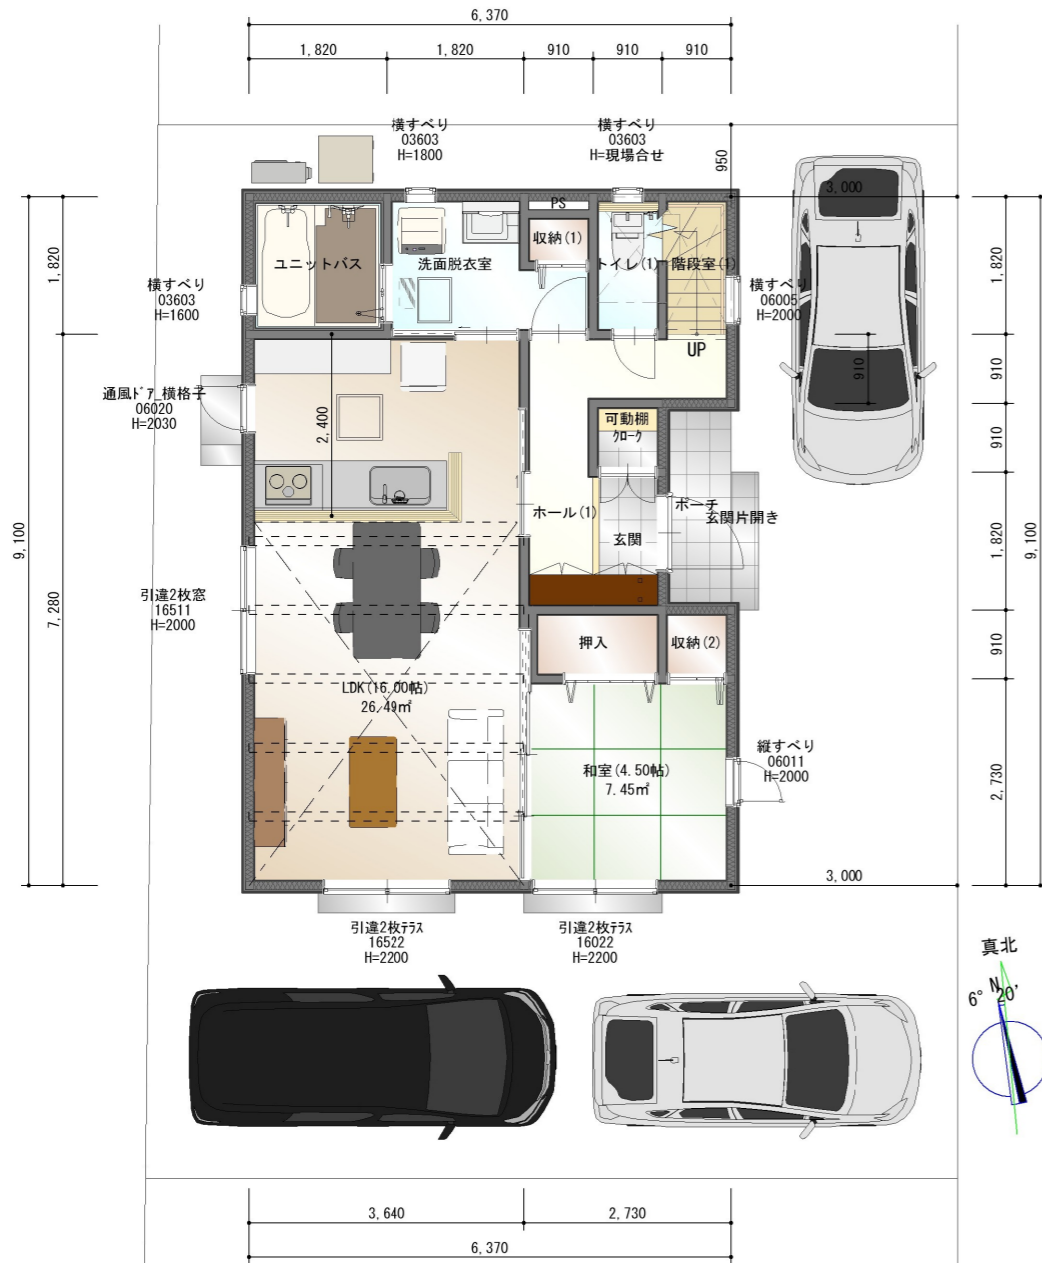 6,370
1,820
1,820
910
910
910
横すべり
03603
H=1800
横すべり
03603
H=現場合せ
950
3,000
PS
収納(1)
ユニットバス
洗面脱衣室
トイレ(1)
階段室(1)
横すべり
03603
H=1600
横すべり
06005
H=2000
1,820
1,820
UP
910
910
通風ドア_横格子
06020
H=2030
2,400
可動棚
クローク
910
9,100
7,280
ホール(1)
玄関
ポーチ
玄関片開き
1,820
9,100
引違2枚窓
16511
H=2000
押入
収納(2)
910
LDK(16.00帖)
26.49㎡
和室(4.50帖)
7.45㎡
縦すべり
06011
H=2000
2,730
3,000
引違2枚テラス
16522
H=2200
引違2枚テラス
16022
H=2200
真北
N
6° 20'
3,640
2,730
6,370